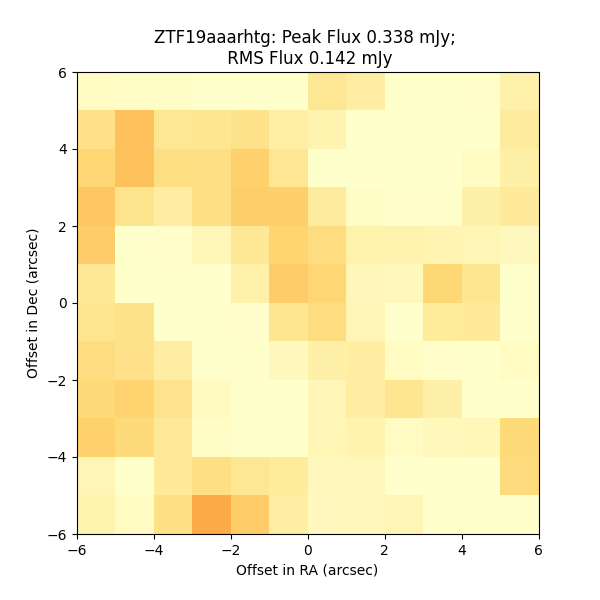 ZTF19aaarhtg: Peak Flux 0.338 mJy;
RMS Flux 0.142 mJy
6
4
2
0
−2
−4
−6
Offset in Dec (arcsec)
−6 −4 −2 0 2 4 6
Offset in RA (arcsec)